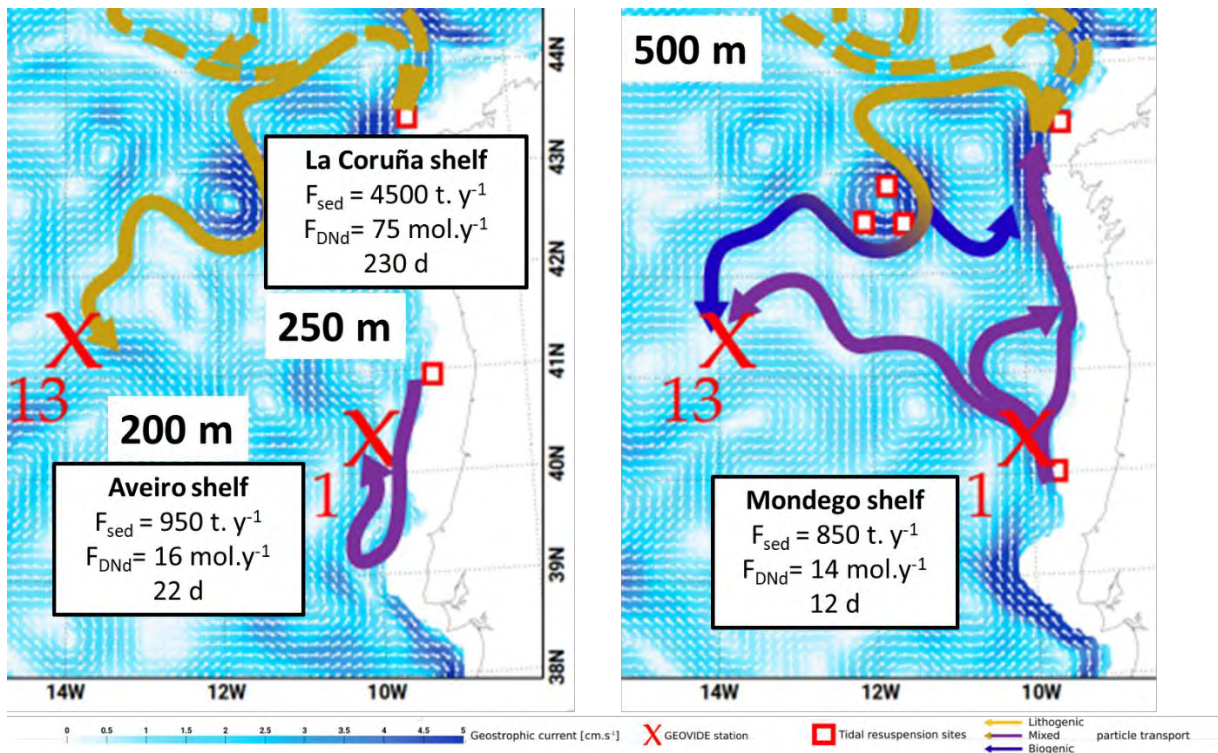 500 m
44N
43N
42N
41N
40N
39N
38N
La Coruña shelf
F_sed = 4500 t. y⁻¹
F_DNd= 75 mol.y⁻¹
230 d
250 m
13
200 m
Aveiro shelf
F_sed = 950 t. y⁻¹
F_DNd= 16 mol.y⁻¹
22 d
1
14W
12W
10W
13
1
Mondego shelf
F_sed = 850 t. y⁻¹
F_DNd= 14 mol.y⁻¹
12 d
14W
12W
10W
0 0.5 1 1.5 2 2.5 3 3.5 4 4.5 5 Geostrophic current [cm.s⁻¹]
X GEOVIDE station
Tidal resuspension sites
Lithogenic
Mixed particle transport
Biogenic